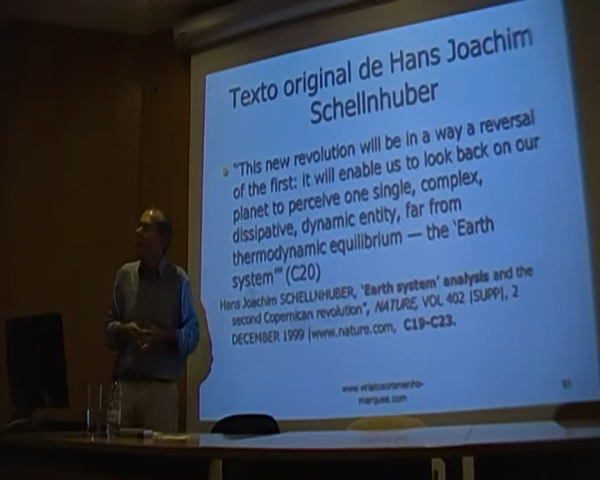 Texto original de Hans Joachim
Schellnhuber
"This new revolution will be in a way a reversal
of the first: it will enable us to look back on our
planet to perceive one single, complex,
dissipative, dynamic entity, far from
thermodynamic equilibrium — the 'Earth
system'" (C20)
Hans Joachim SCHELLNHUBER, 'Earth system' analysis and the
second Copernican revolution", NATURE, VOL 402 |SUPP|, 2
DECEMBER 1999 |www.nature.com, C19-C23.
www.viriatosoromenho-
marques.com